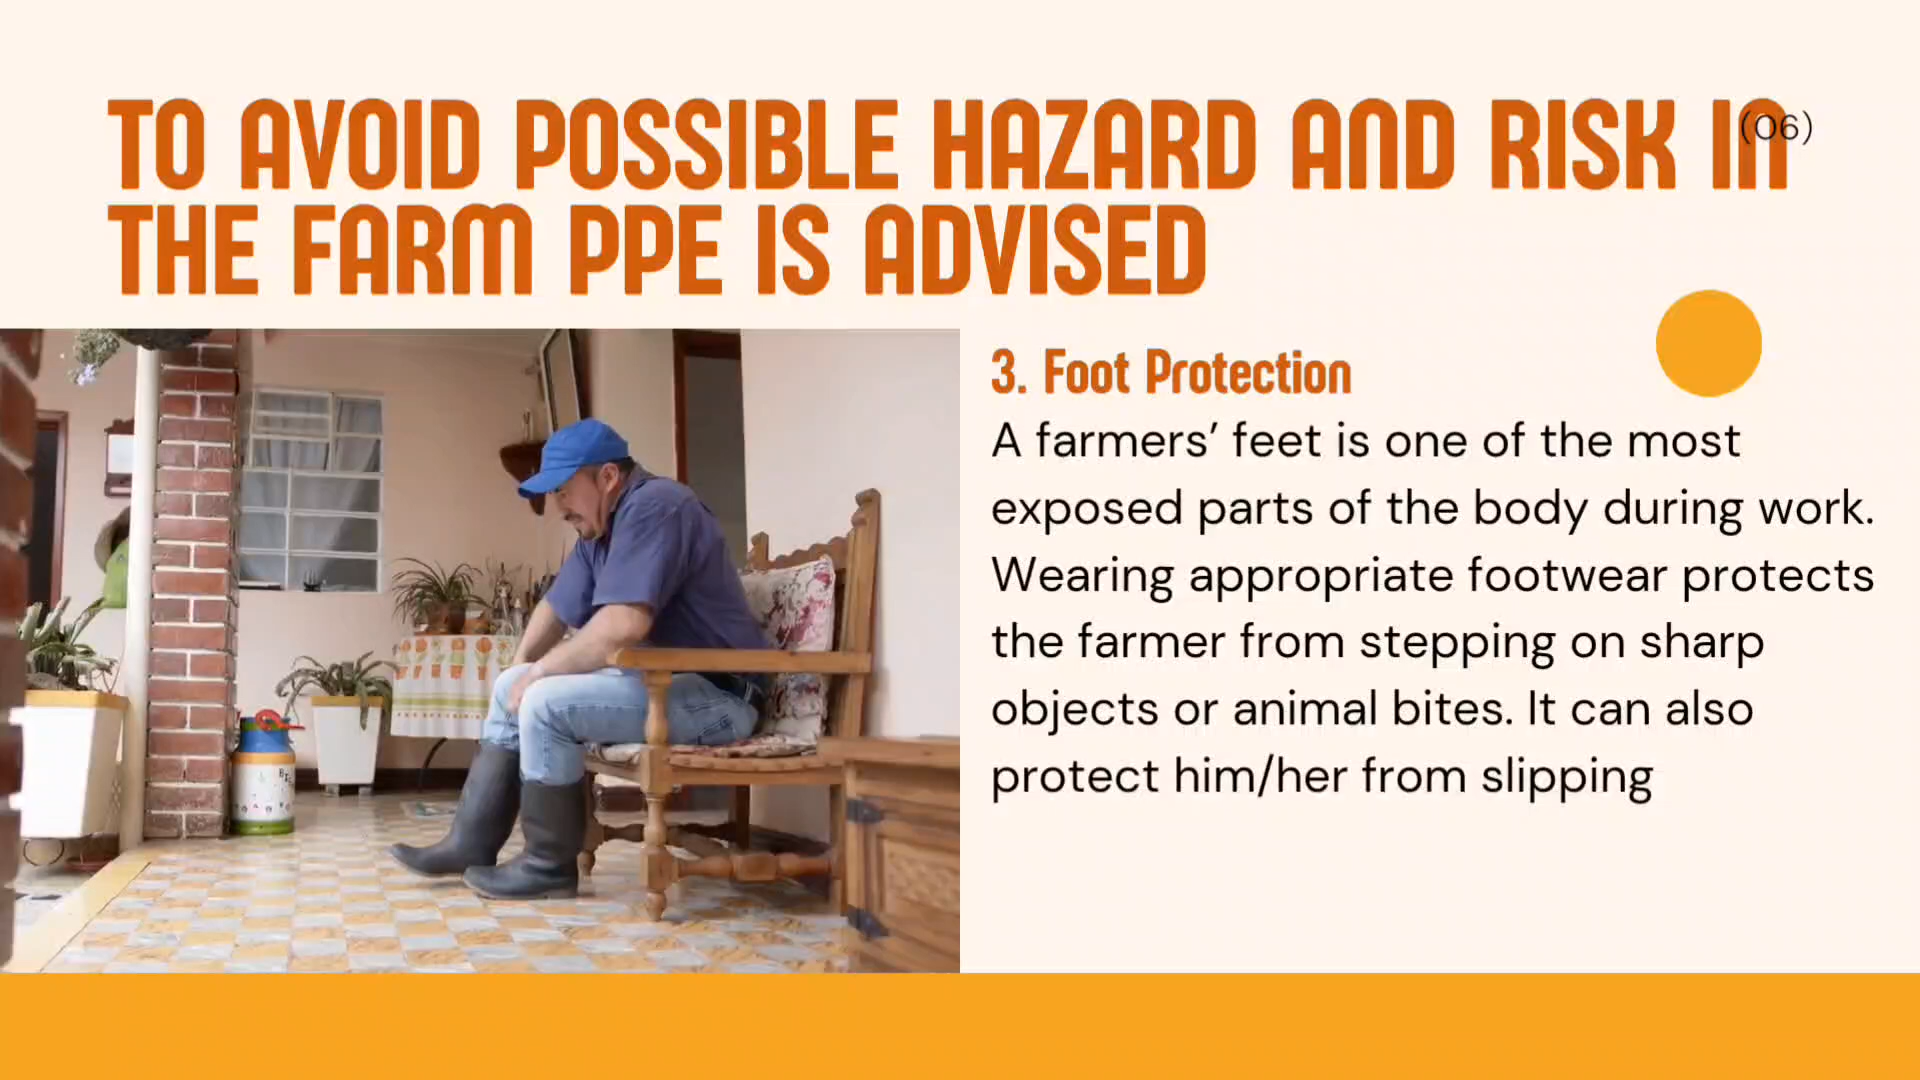 TO AVOID POSSIBLE HAZARD AND RISK IN
(06)
THE FARM PPE IS ADVISED
3. Foot Protection
A farmers’ feet is one of the most
exposed parts of the body during work.
Wearing appropriate footwear protects
the farmer from stepping on sharp
objects or animal bites. It can also
protect him/her from slipping